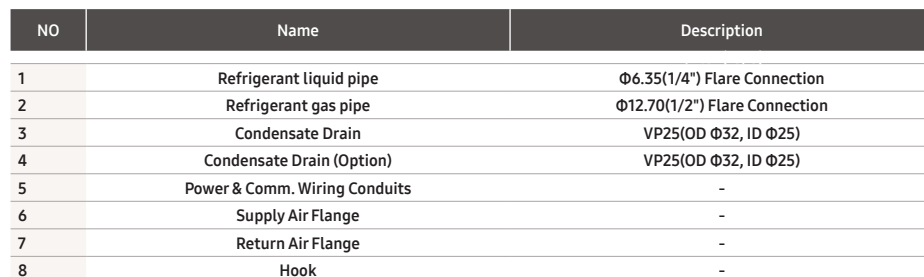 NO Name Description
1 Refrigerant liquid pipe Φ6.35(1/4") Flare Connection
2 Refrigerant gas pipe Φ12.70(1/2") Flare Connection
3 Condensate Drain VP25(OD Φ32, ID Φ25)
4 Condensate Drain (Option) VP25(OD Φ32, ID Φ25)
5 Power & Comm. Wiring Conduits -
6 Supply Air Flange -
7 Return Air Flange -
8 Hook -